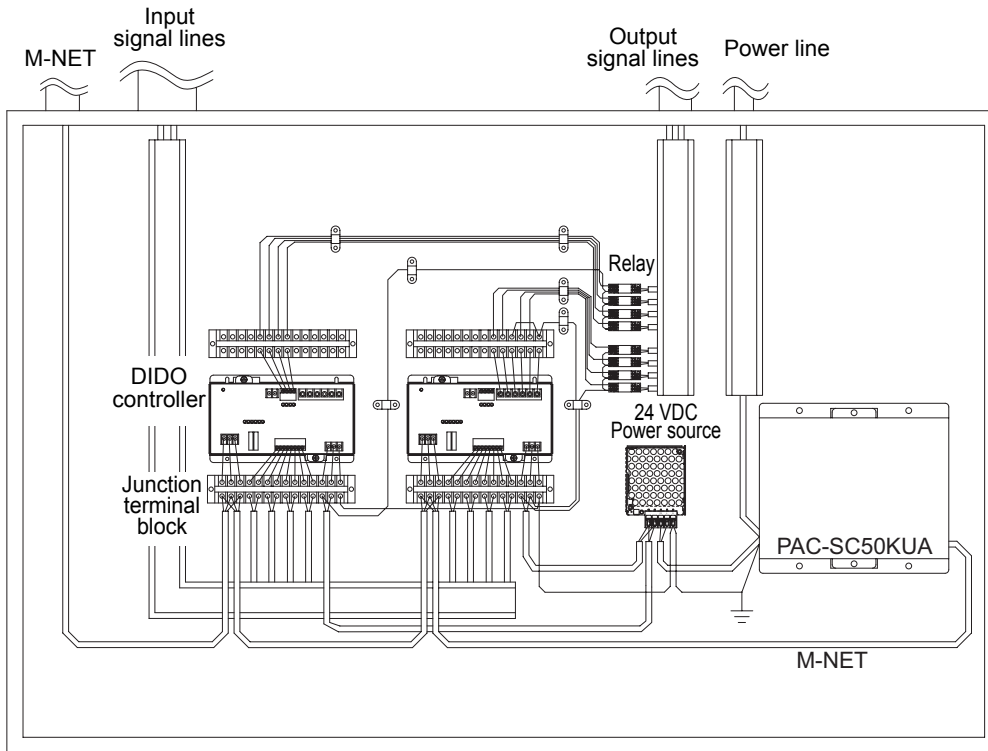 Input
signal lines
M-NET
Output
signal lines
Power line
Relay
DIDO
controller
24 VDC
Power source
Junction
terminal
block
PAC-SC50KUA
M-NET